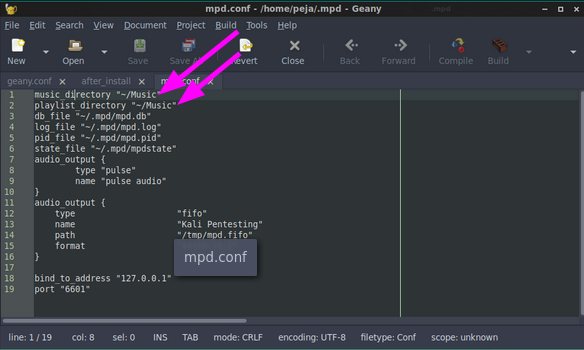 mpd.conf - /home/peja/.mpd - Geany
File Edit Search View Document Project Build Tools Help
New Open Save Save All Revert Close Back Forward Compile Build
geany.conf after_install
1 music_directory "~/Music"
2 playlist_directory "~/Music"
3 db_file "~/.mpd/mpd.db"
4 log_file "~/.mpd/mpd.log"
5 pid_file "~/.mpd/mpd.pid"
6 state_file "~/.mpd/mpdstate"
7 audio_output {
8 type "pulse"
9 name "pulse audio"
10 }
11 audio_output {
12 type "fifo"
13 name "Kali Pentesting"
14 path "/tmp/mpd.fifo"
15 format
16 }
17
18 bind_to_address "127.0.0.1"
19 port "6601"
mpd.conf
line: 1 / 19 col: 8 sel: 0 INS TAB mode: CRLF encoding: UTF-8 filetype: Conf scope: unknown